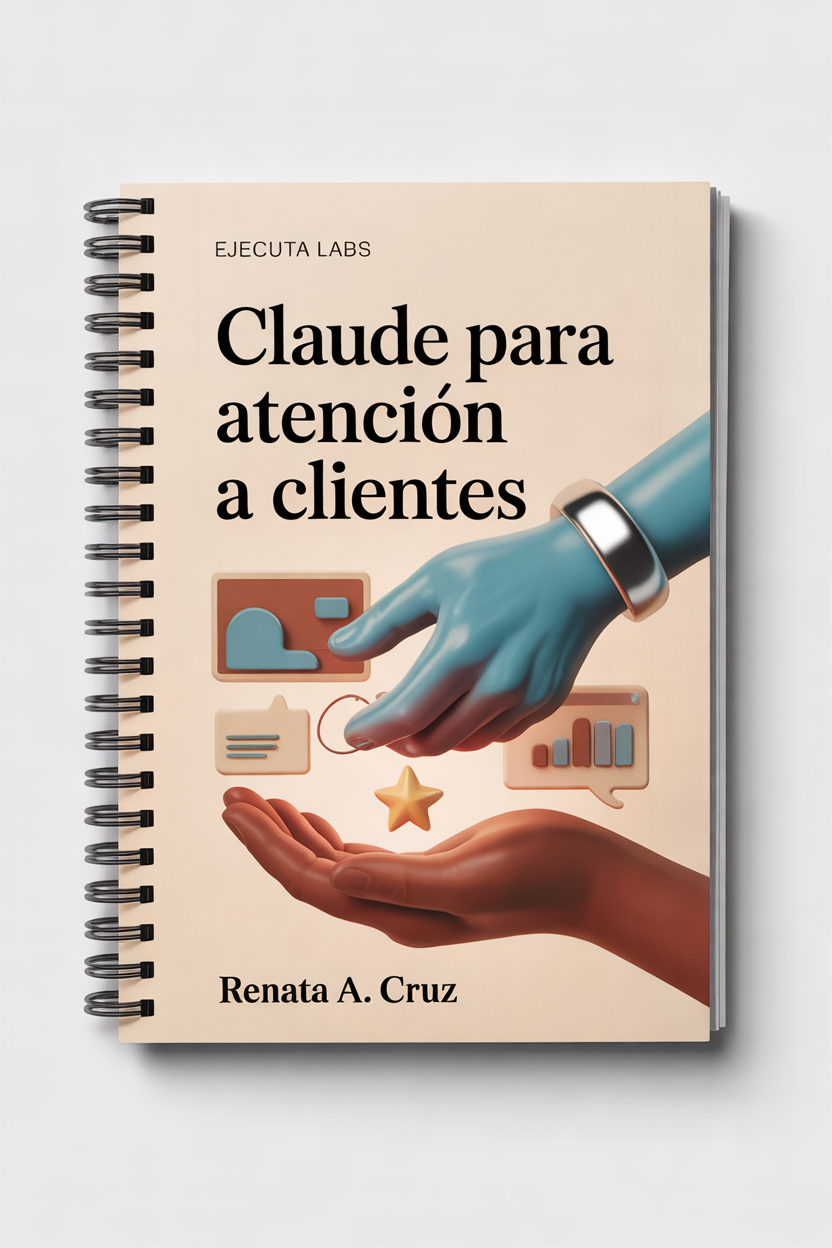 EJECUTA LABS
Claude para
atención
a clientes
Renata A. Cruz